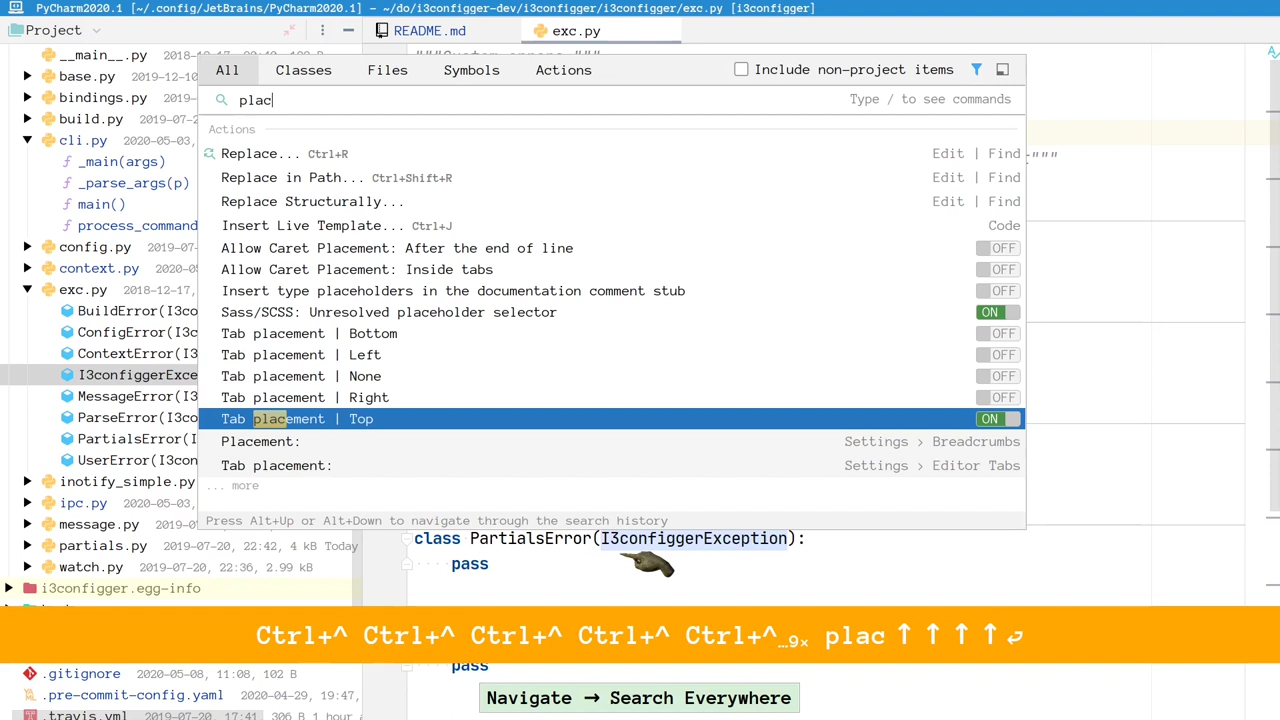 PyCharm2020.1 [~/.config/JetBrains/PyCharm2020.1] - ~/do/i3configger-dev/i3configger/i3configger/exc.py [i3configger]
Project
README.md
exc.py
__main__.py 2018-
base.py 2019-12-10
bindings.py 2019-
build.py 2019-07-2
cli.py 2020-05-03,
_main(args)
_parse_args(p)
main()
process_command
config.py 2019-07-
context.py 2020-05
exc.py 2018-12-17,
BuildError(I3co
ConfigError(I3c
ContextError(I3
I3configgerExce
MessageError(I3
ParseError(I3co
PartialsError(I
UserError(I3con
inotify_simple.py
ipc.py 2020-05-03,
message.py 2019-
partials.py 2019-07-20, 22:42, 4 kB Today
watch.py 2019-07-20, 22:36, 2.99 kB
i3configger.egg-info
.gitignore 2020-05-08, 11:08, 102 B
.pre-commit-config.yaml 2020-04-29, 19:47,
.travis.yml 2019-07-20, 17:41 306 B 1 hour a
All Classes Files Symbols Actions Include non-project items
plac Type / to see commands
Actions
Replace... Ctrl+R Edit | Find
Replace in Path... Ctrl+Shift+R Edit | Find
Replace Structurally... Edit | Find
Insert Live Template... Ctrl+J Code
Allow Caret Placement: After the end of line OFF
Allow Caret Placement: Inside tabs OFF
Insert type placeholders in the documentation comment stub OFF
Sass/SCSS: Unresolved placeholder selector ON
Tab placement | Bottom OFF
Tab placement | Left OFF
Tab placement | None OFF
Tab placement | Right OFF
Tab placement | Top ON
Placement: Settings > Breadcrumbs
Tab placement: Settings > Editor Tabs
... more
Press Alt+Up or Alt+Down to navigate through the search history
"""
class PartialsError(I3configgerException):
pass
Ctrl+^ Ctrl+^ Ctrl+^ Ctrl+^ Ctrl+^…9× plac↑↑↑↑⏎
pass
Navigate → Search Everywhere